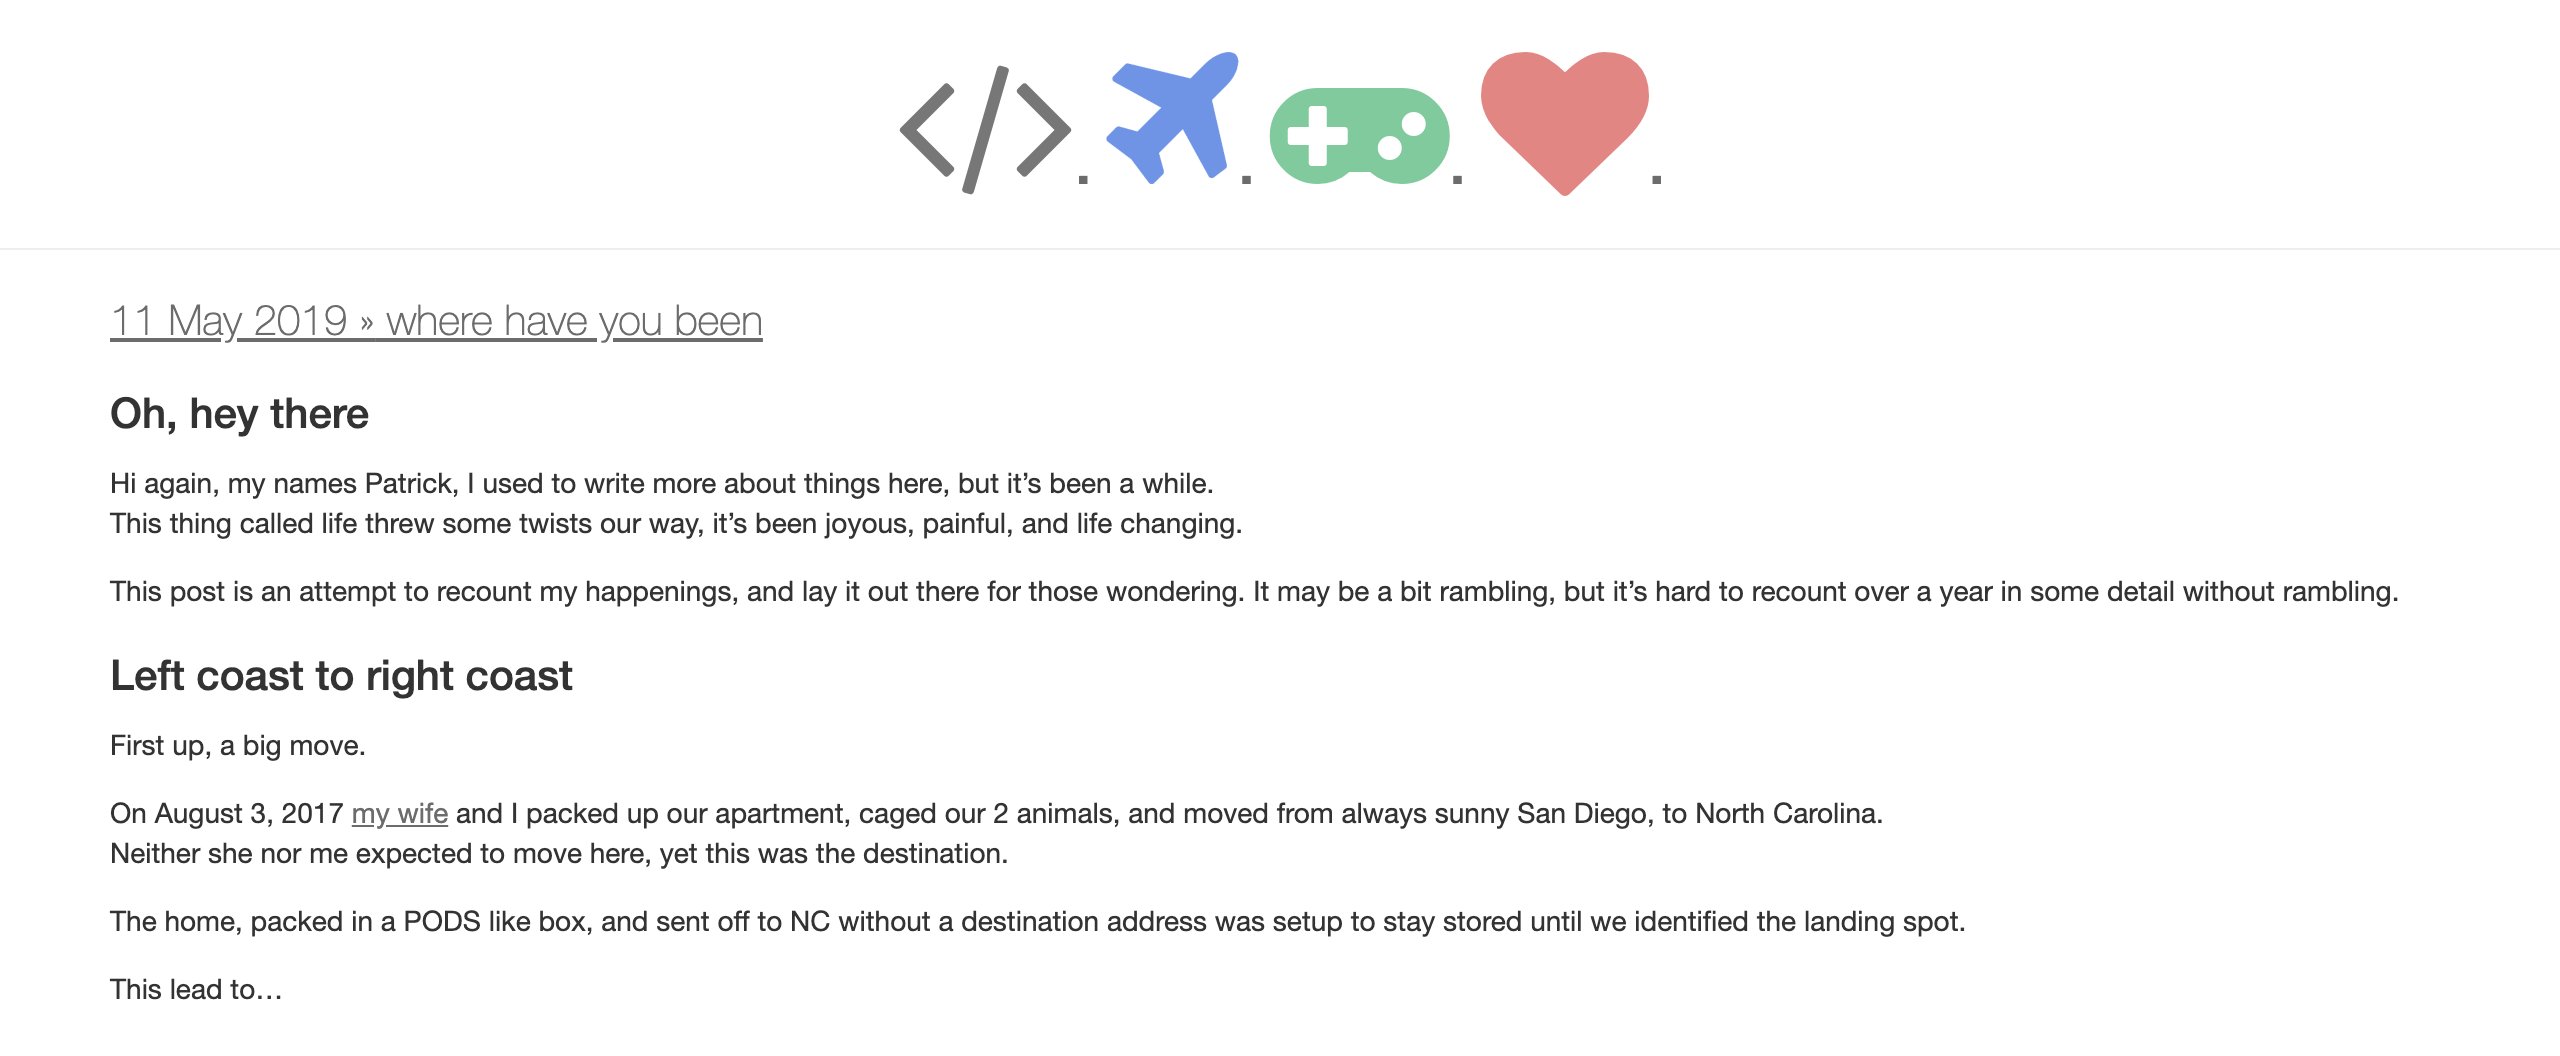 11 May 2019 » where have you been
Oh, hey there
Hi again, my names Patrick, I used to write more about things here, but it’s been a while.
This thing called life threw some twists our way, it’s been joyous, painful, and life changing.
This post is an attempt to recount my happenings, and lay it out there for those wondering. It may be a bit rambling, but it’s hard to recount over a year in some detail without rambling.
Left coast to right coast
First up, a big move.
On August 3, 2017 my wife and I packed up our apartment, caged our 2 animals, and moved from always sunny San Diego, to North Carolina.
Neither she nor me expected to move here, yet this was the destination.
The home, packed in a PODS like box, and sent off to NC without a destination address was setup to stay stored until we identified the landing spot.
This lead to…